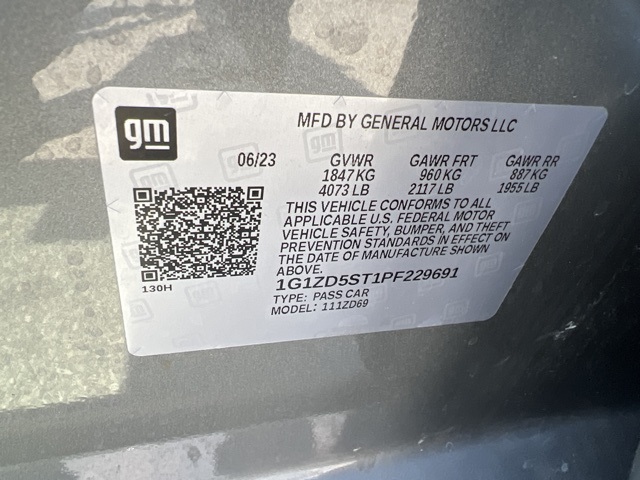 gm
MFD BY GENERAL MOTORS LLC
06/23 GVWR GAWR FRT GAWR RR
1847 KG 960 KG 887 KG
4073 LB 2117 LB 1955 LB
THIS VEHICLE CONFORMS TO ALL
APPLICABLE U.S. FEDERAL MOTOR
VEHICLE SAFETY, BUMPER, AND THEFT
PREVENTION STANDARDS IN EFFECT ON
THE DATE OF MANUFACTURE SHOWN
ABOVE.
130H
1G1ZD5ST1PF229691
TYPE: PASS CAR
MODEL: 111ZD69